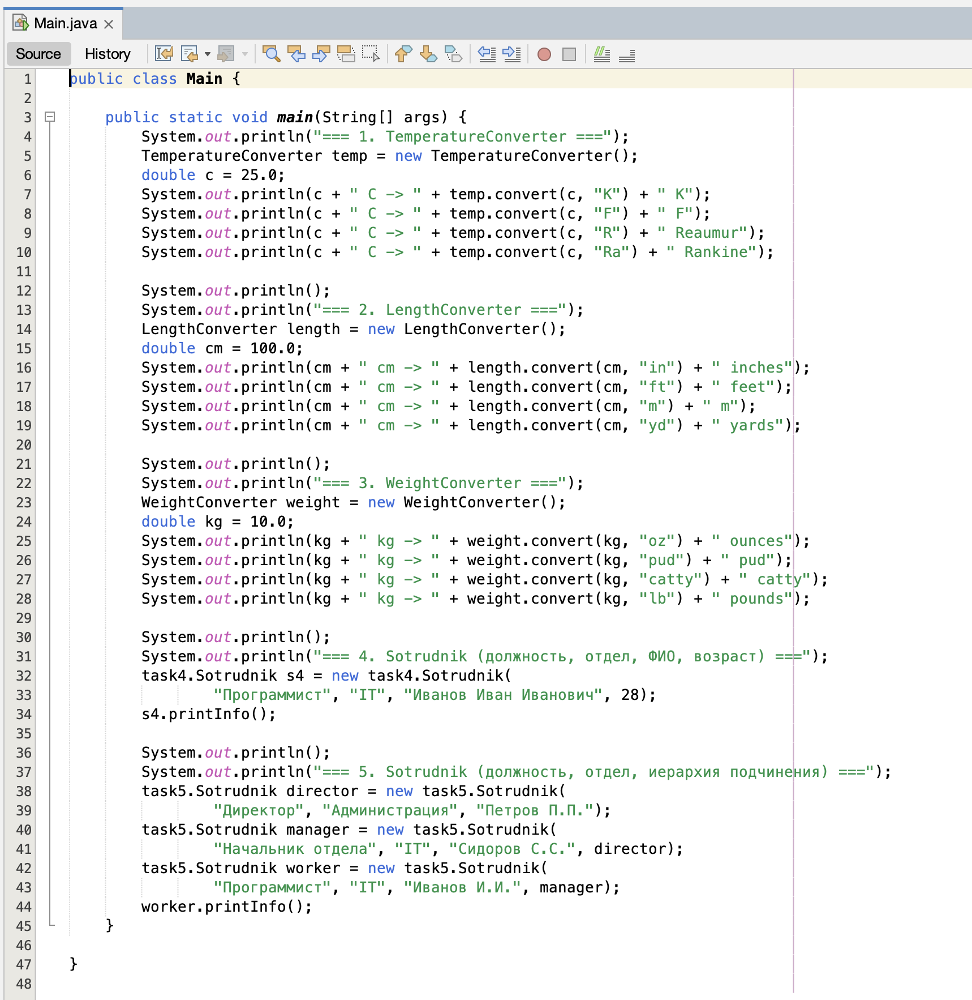 Main.java
Source History
1 public class Main {
2
3     public static void main(String[] args) {
4         System.out.println("=== 1. TemperatureConverter ===");
5         TemperatureConverter temp = new TemperatureConverter();
6         double c = 25.0;
7         System.out.println(c + " C -> " + temp.convert(c, "K") + " K");
8         System.out.println(c + " C -> " + temp.convert(c, "F") + " F");
9         System.out.println(c + " C -> " + temp.convert(c, "R") + " Reaumur");
10         System.out.println(c + " C -> " + temp.convert(c, "Ra") + " Rankine");
11
12         System.out.println();
13         System.out.println("=== 2. LengthConverter ===");
14         LengthConverter length = new LengthConverter();
15         double cm = 100.0;
16         System.out.println(cm + " cm -> " + length.convert(cm, "in") + " inches");
17         System.out.println(cm + " cm -> " + length.convert(cm, "ft") + " feet");
18         System.out.println(cm + " cm -> " + length.convert(cm, "m") + " m");
19         System.out.println(cm + " cm -> " + length.convert(cm, "yd") + " yards");
20
21         System.out.println();
22         System.out.println("=== 3. WeightConverter ===");
23         WeightConverter weight = new WeightConverter();
24         double kg = 10.0;
25         System.out.println(kg + " kg -> " + weight.convert(kg, "oz") + " ounces");
26         System.out.println(kg + " kg -> " + weight.convert(kg, "pud") + " pud");
27         System.out.println(kg + " kg -> " + weight.convert(kg, "catty") + " catty");
28         System.out.println(kg + " kg -> " + weight.convert(kg, "lb") + " pounds");
29
30         System.out.println();
31         System.out.println("=== 4. Sotrudnik (должность, отдел, ФИО, возраст) ===");
32         task4.Sotrudnik s4 = new task4.Sotrudnik(
33                 "Программист", "IT", "Иванов Иван Иванович", 28);
34         s4.printInfo();
35
36         System.out.println();
37         System.out.println("=== 5. Sotrudnik (должность, отдел, иерархия подчинения) ===");
38         task5.Sotrudnik director = new task5.Sotrudnik(
39                 "Директор", "Администрация", "Петров П.П.");
40         task5.Sotrudnik manager = new task5.Sotrudnik(
41                 "Начальник отдела", "IT", "Сидоров С.С.", director);
42         task5.Sotrudnik worker = new task5.Sotrudnik(
43                 "Программист", "IT", "Иванов И.И.", manager);
44         worker.printInfo();
45     }
46
47 }
48